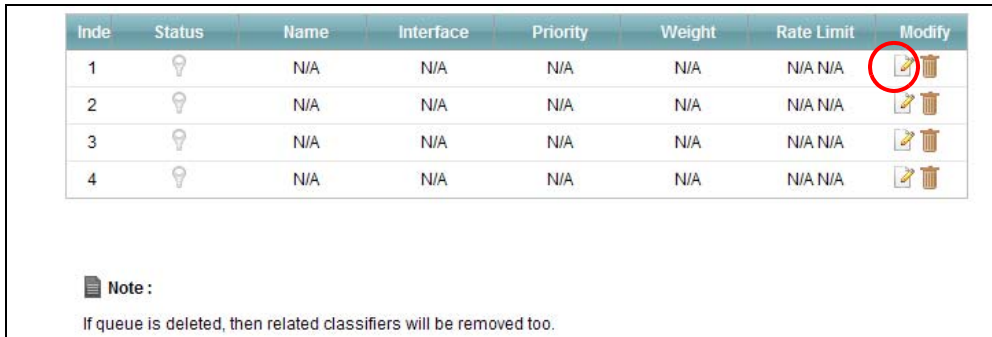 Inde Status Name Interface Priority Weight Rate Limit Modify
1 N/A N/A N/A N/A N/A N/A
2 N/A N/A N/A N/A N/A N/A
3 N/A N/A N/A N/A N/A N/A
4 N/A N/A N/A N/A N/A N/A
Note :
If queue is deleted, then related classifiers will be removed too.